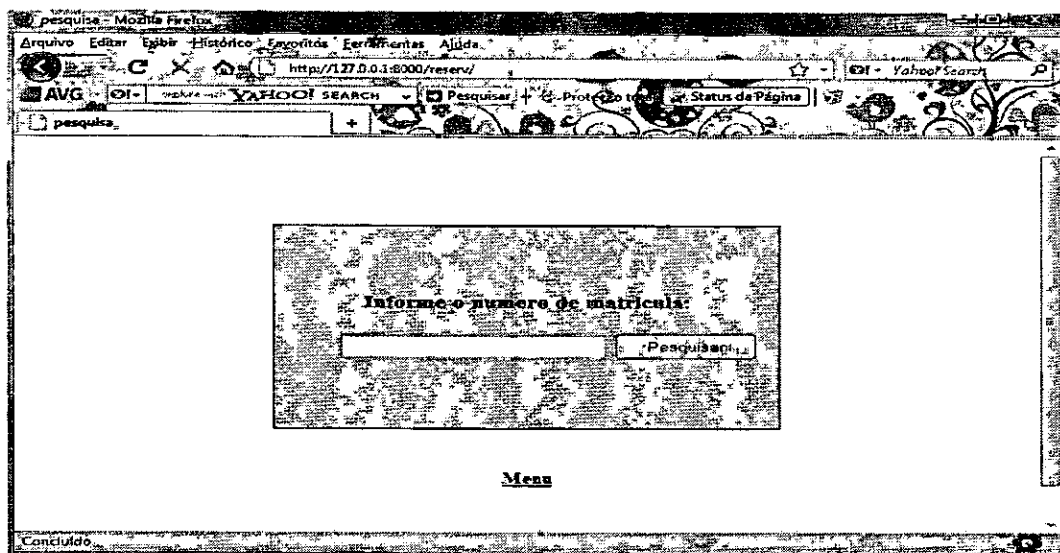 pesquisa - Mozilla Firefox
Arquivo Editar Exibir Histórico Favoritos Ferramentas Ajuda
http://127.0.0.1:8000/reserv/ Yahoo! Search
AVG YAHOO! SEARCH Pesquisar Status da Página
pesquisa
Informe o numero de matricula:
Pesquisar
Menu
Concluído